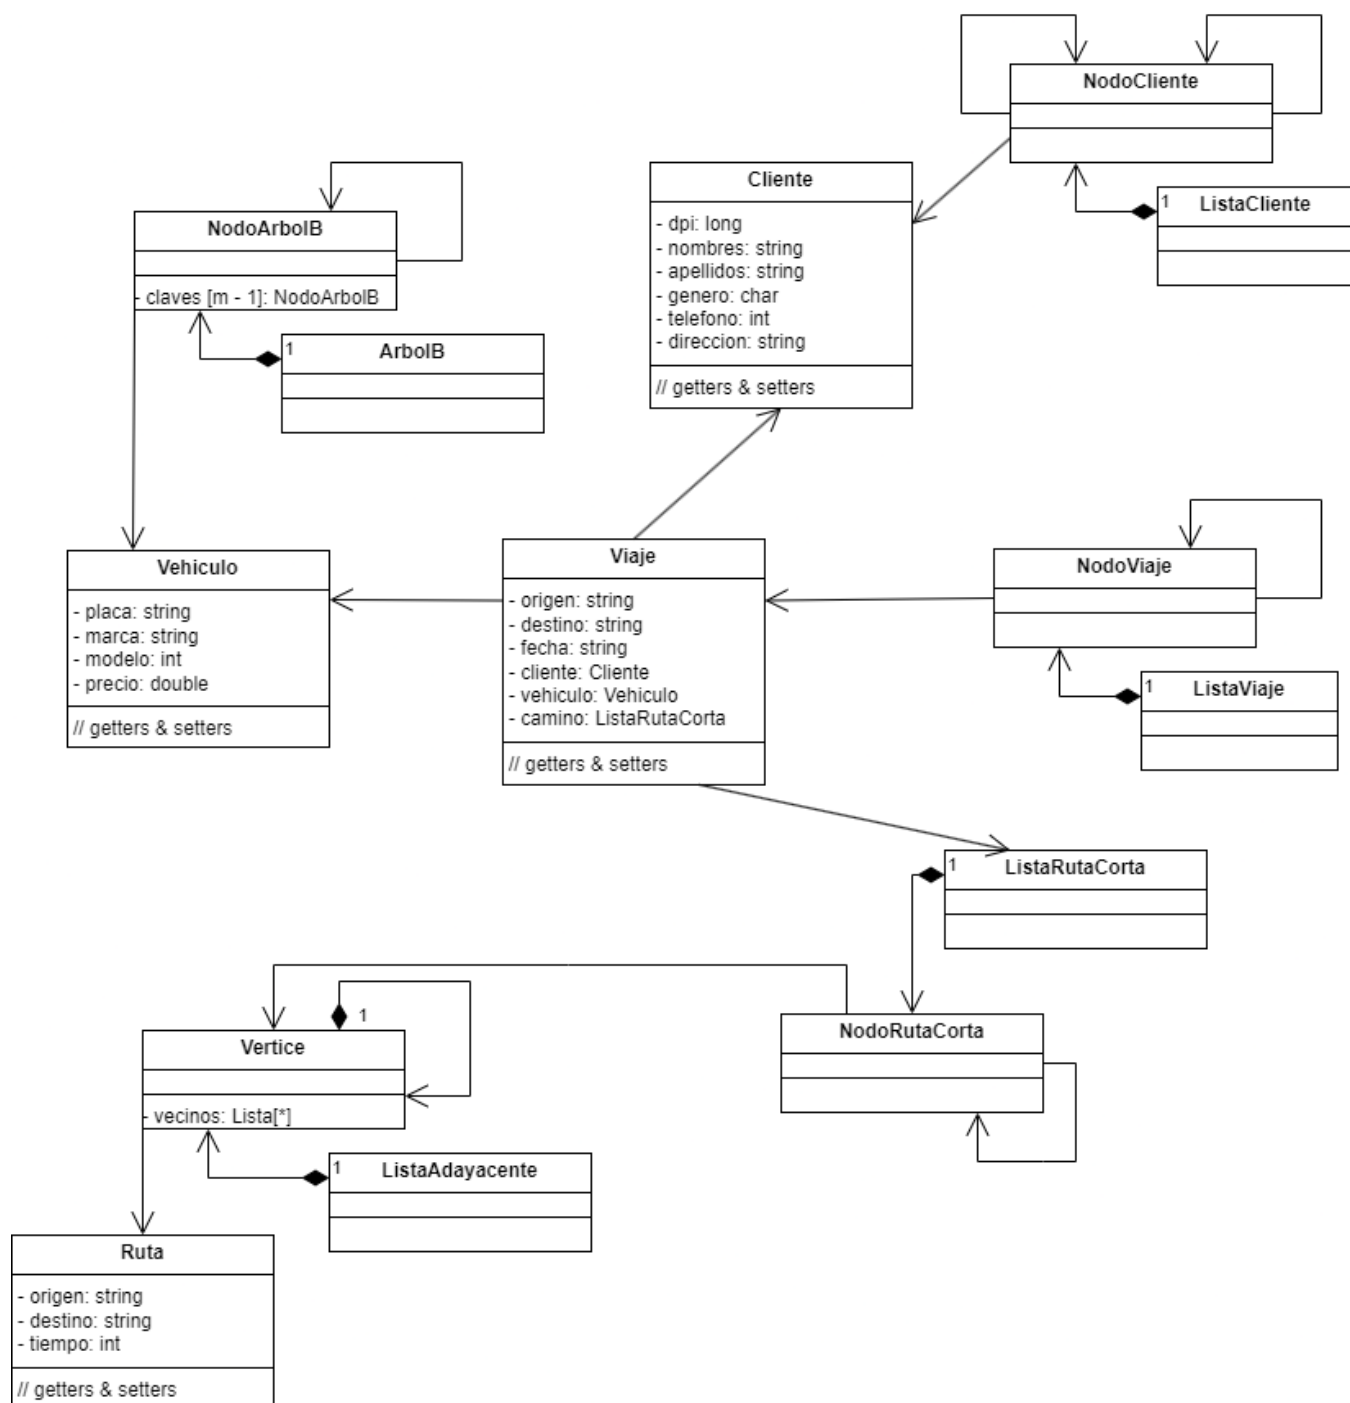 NodoCliente
1
ListaCliente
Cliente
- dpi: long
- nombres: string
- apellidos: string
- genero: char
- telefono: int
- direccion: string
// getters & setters
NodoArbolB
- claves [m - 1]: NodoArbolB
1
ArbolB
Vehiculo
- placa: string
- marca: string
- modelo: int
- precio: double
// getters & setters
Viaje
- origen: string
- destino: string
- fecha: string
- cliente: Cliente
- vehiculo: Vehiculo
- camino: ListaRutaCorta
// getters & setters
NodoViaje
1
ListaViaje
1
ListaRutaCorta
NodoRutaCorta
1
Vertice
- vecinos: Lista[*]
1
ListaAdayacente
Ruta
- origen: string
- destino: string
- tiempo: int
// getters & setters